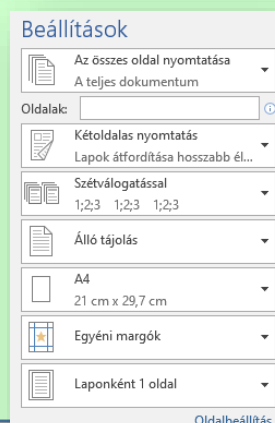 Beállítások
Az összes oldal nyomtatása
A teljes dokumentum
Oldalak:
Kétoldalas nyomtatás
Lapok átfordítása hosszabb él...
Szétválogatással
1;2;3 1;2;3 1;2;3
Álló tájolás
A4
21 cm x 29,7 cm
Egyéni margók
Laponként 1 oldal
Oldalbeállítás